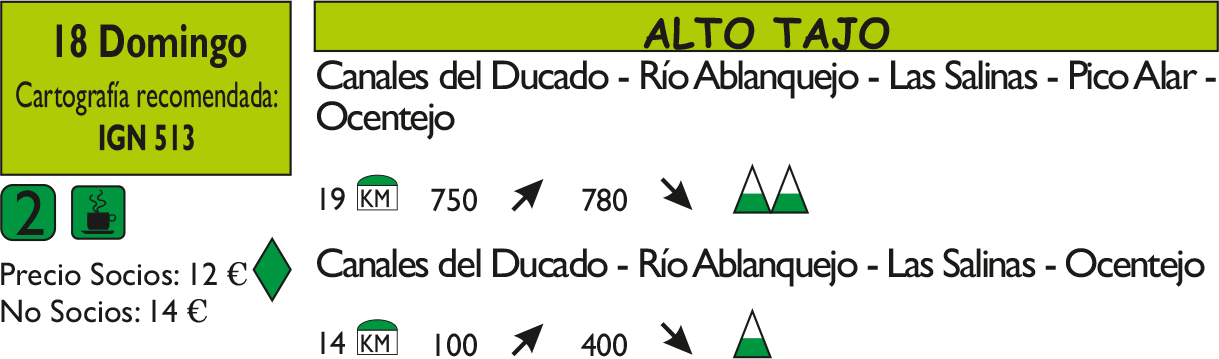 18 Domingo
Cartografía recomendada:
IGN 513
2
Precio Socios: 12 €
No Socios: 14 €
ALTO TAJO
Canales del Ducado - Río Ablanquejo - Las Salinas - Pico Alar -
Ocentejo
19 KM 750 780
Canales del Ducado - Río Ablanquejo - Las Salinas - Ocentejo
14 KM 100 400